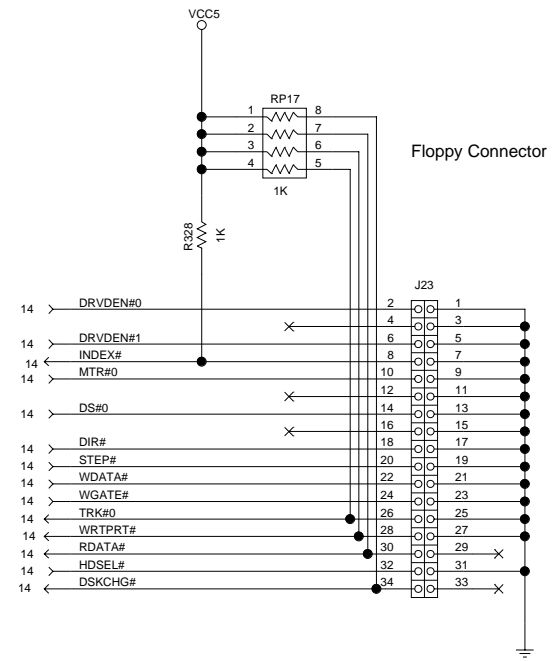 VCC5
RP17
1 8
2 7
3 6
4 5
1K
Floppy Connector
R328
1K
J23
14 DRVDEN#0 2 1
4 3
14 DRVDEN#1 6 5
14 INDEX# 8 7
14 MTR#0 10 9
12 11
14 DS#0 14 13
16 15
14 DIR# 18 17
14 STEP# 20 19
14 WDATA# 22 21
14 WGATE# 24 23
14 TRK#0 26 25
14 WRTPRT# 28 27
14 RDATA# 30 29
14 HDSEL# 32 31
14 DSKCHG# 34 33